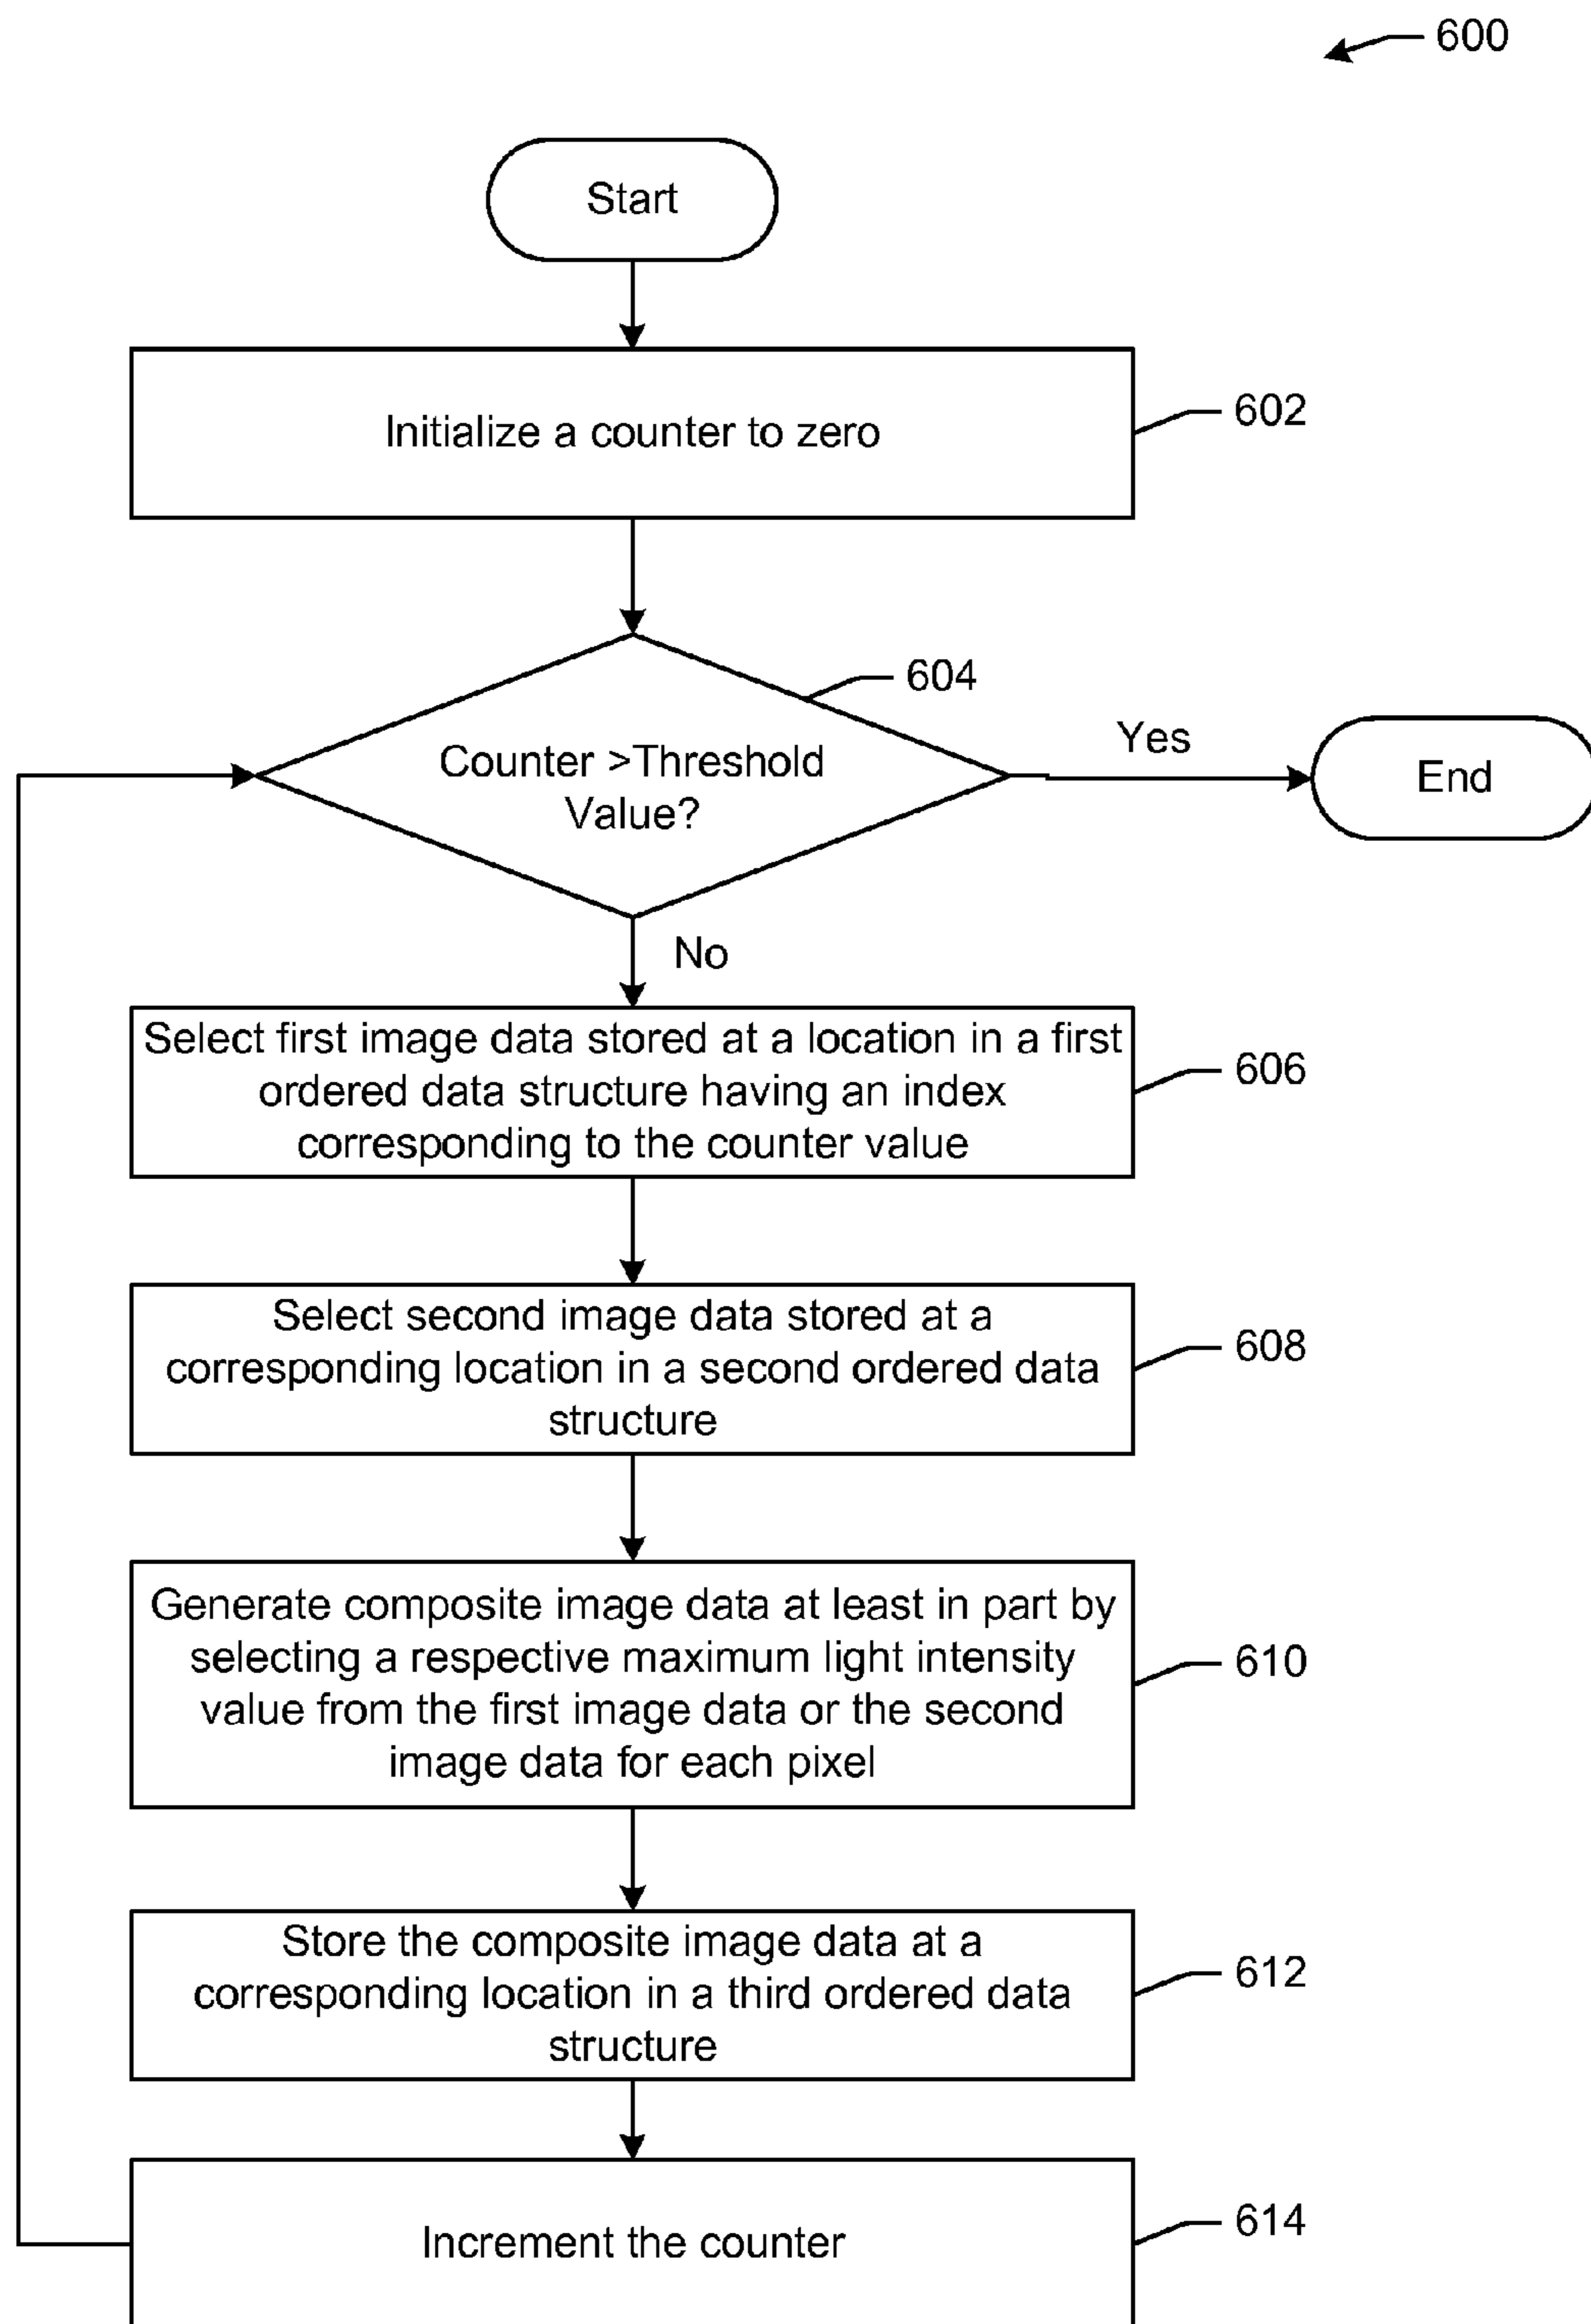 600
Start
Initialize a counter to zero
602
604
Counter >Threshold
Value?
Yes
End
No
Select first image data stored at a location in a first
ordered data structure having an index
corresponding to the counter value
606
Select second image data stored at a
corresponding location in a second ordered data
structure
608
Generate composite image data at least in part by
selecting a respective maximum light intensity
value from the first image data or the second
image data for each pixel
610
Store the composite image data at a
corresponding location in a third ordered data
structure
612
Increment the counter
614